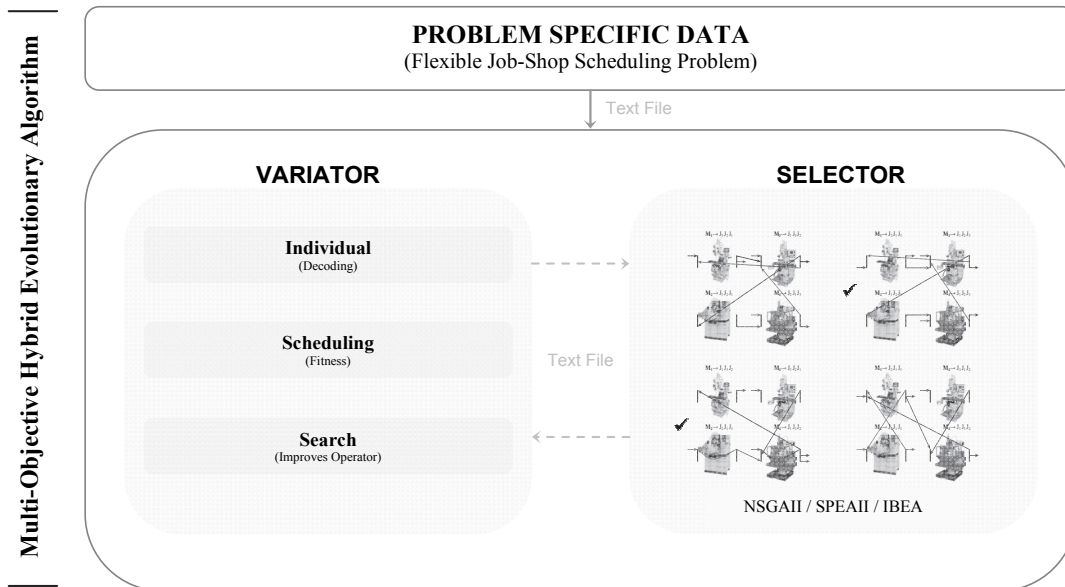 Multi-Objective Hybrid Evolutionary Algorithm
PROBLEM SPECIFIC DATA
(Flexible Job-Shop Scheduling Problem)
Text File
VARIATOR
SELECTOR
Individual
(Decoding)
Scheduling
(Fitness)
Text File
Search
(Improves Operator)
NSGAII / SPEAII / IBEA